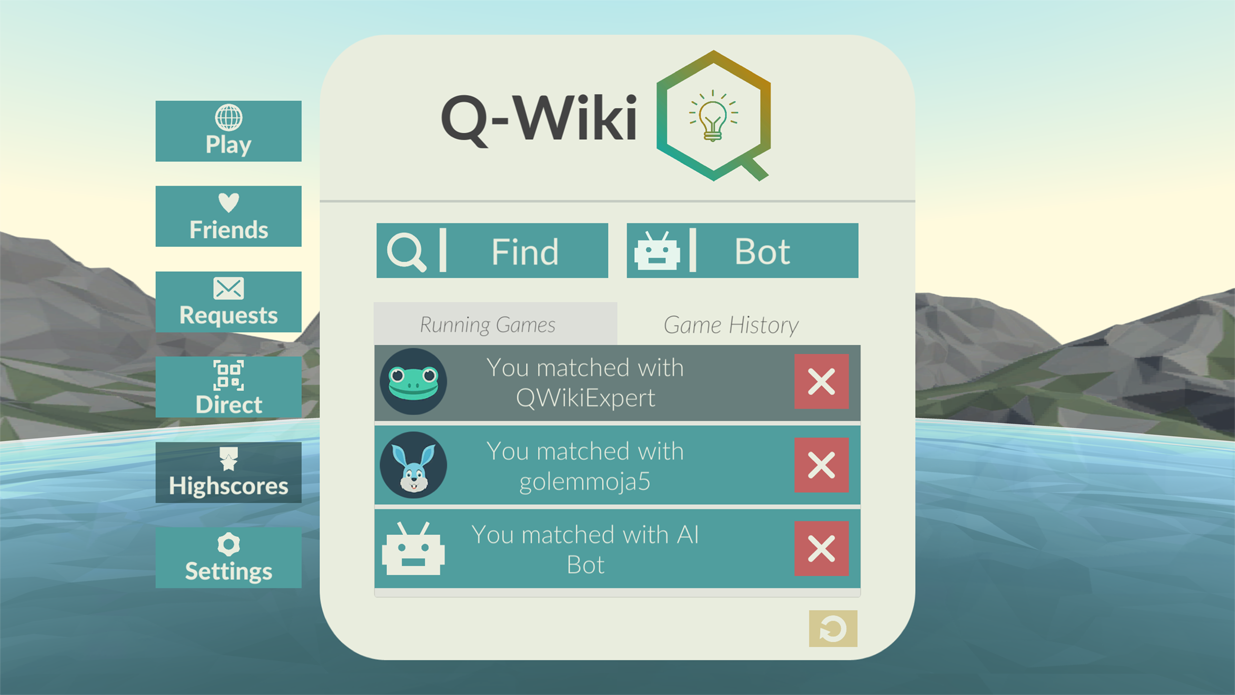 Q-Wiki
Play
Friends
Requests
Direct
Highscores
Settings
Find
Bot
Running Games
Game History
You matched with
QWikiExpert
You matched with
golemmoja5
You matched with AI
Bot